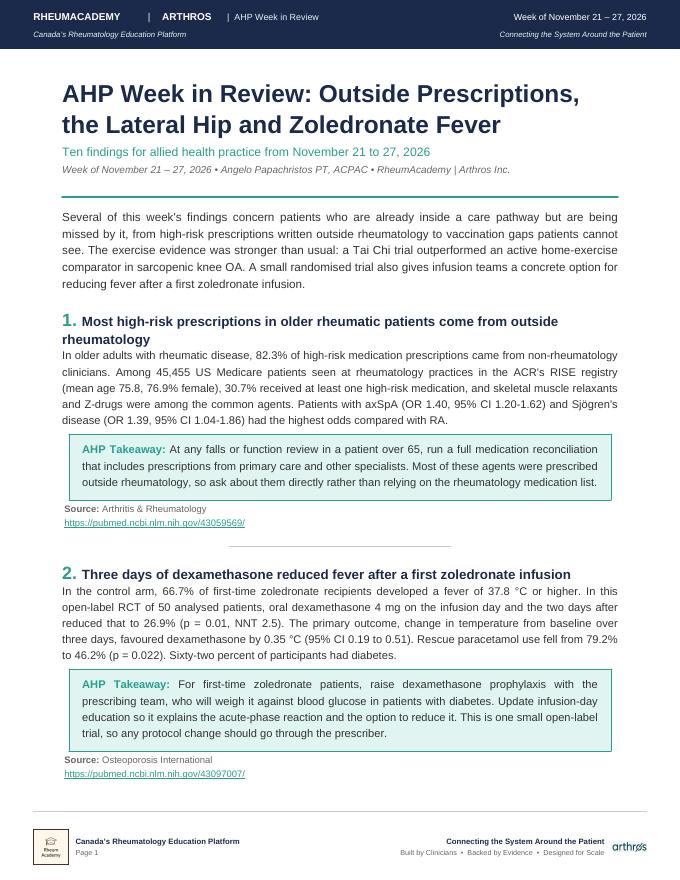 RHEUMACADEMY | ARTHROS | AHP Week in Review
Week of November 21 – 27, 2026
Canada's Rheumatology Education Platform
Connecting the System Around the Patient
AHP Week in Review: Outside Prescriptions,
the Lateral Hip and Zoledronate Fever
Ten findings for allied health practice from November 21 to 27, 2026
Week of November 21 – 27, 2026 • Angelo Papachristos PT, ACPAC • RheumAcademy | Arthros Inc.
Several of this week's findings concern patients who are already inside a care pathway but are being
missed by it, from high-risk prescriptions written outside rheumatology to vaccination gaps patients cannot
see. The exercise evidence was stronger than usual: a Tai Chi trial outperformed an active home-exercise
comparator in sarcopenic knee OA. A small randomised trial also gives infusion teams a concrete option for
reducing fever after a first zoledronate infusion.
1. Most high-risk prescriptions in older rheumatic patients come from outside
rheumatology
In older adults with rheumatic disease, 82.3% of high-risk medication prescriptions came from non-rheumatology
clinicians. Among 45,455 US Medicare patients seen at rheumatology practices in the ACR's RISE registry
(mean age 75.8, 76.9% female), 30.7% received at least one high-risk medication, and skeletal muscle relaxants
and Z-drugs were among the common agents. Patients with axSpA (OR 1.40, 95% CI 1.20-1.62) and Sjögren's
disease (OR 1.39, 95% CI 1.04-1.86) had the highest odds compared with RA.
AHP Takeaway: At any falls or function review in a patient over 65, run a full medication reconciliation
that includes prescriptions from primary care and other specialists. Most of these agents were prescribed
outside rheumatology, so ask about them directly rather than relying on the rheumatology medication list.
Source: Arthritis & Rheumatology
https://pubmed.ncbi.nlm.nih.gov/43059569/
2. Three days of dexamethasone reduced fever after a first zoledronate infusion
In the control arm, 66.7% of first-time zoledronate recipients developed a fever of 37.8 °C or higher. In this
open-label RCT of 50 analysed patients, oral dexamethasone 4 mg on the infusion day and the two days after
reduced that to 26.9% (p = 0.01, NNT 2.5). The primary outcome, change in temperature from baseline over
three days, favoured dexamethasone by 0.35 °C (95% CI 0.19 to 0.51). Rescue paracetamol use fell from 79.2%
to 46.2% (p = 0.022). Sixty-two percent of participants had diabetes.
AHP Takeaway: For first-time zoledronate patients, raise dexamethasone prophylaxis with the
prescribing team, who will weigh it against blood glucose in patients with diabetes. Update infusion-day
education so it explains the acute-phase reaction and the option to reduce it. This is one small open-label
trial, so any protocol change should go through the prescriber.
Source: Osteoporosis International
https://pubmed.ncbi.nlm.nih.gov/43097007/
Rheum
Academy
Canada's Rheumatology Education Platform
Page 1
Connecting the System Around the Patient
Built by Clinicians • Backed by Evidence • Designed for Scale
arthros